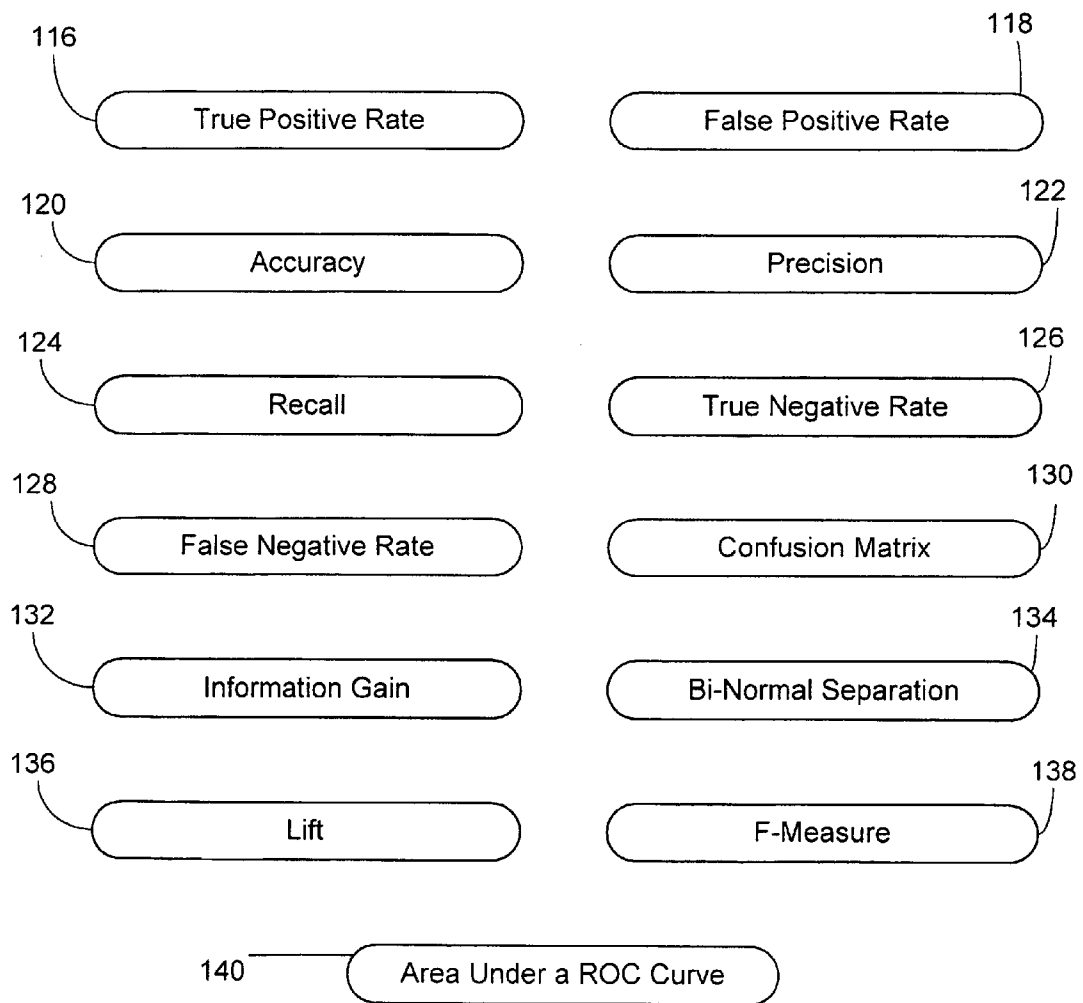 116
118
True Positive Rate
False Positive Rate
120
122
Accuracy
Precision
124
126
Recall
True Negative Rate
128
130
False Negative Rate
Confusion Matrix
132
134
Information Gain
Bi-Normal Separation
136
138
Lift
F-Measure
140
Area Under a ROC Curve